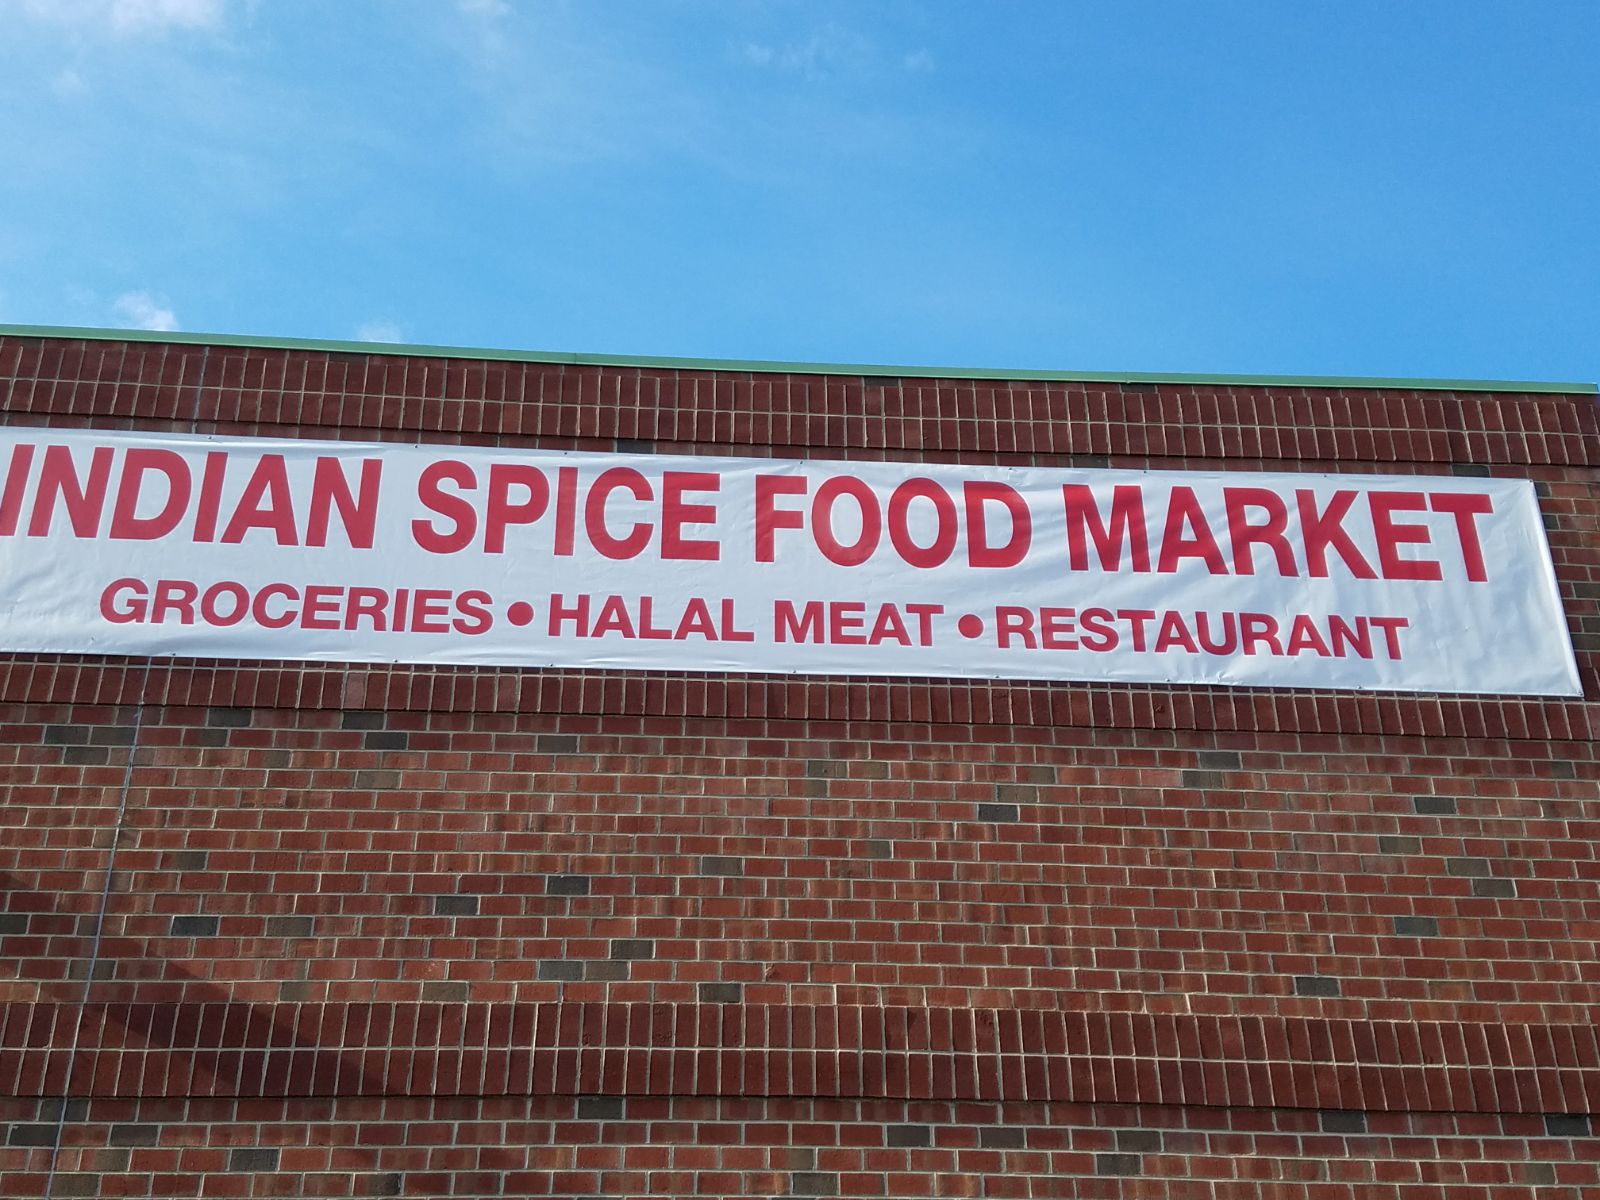 INDIAN SPICE FOOD MARKET
GROCERIES • HALAL MEAT • RESTAURANT